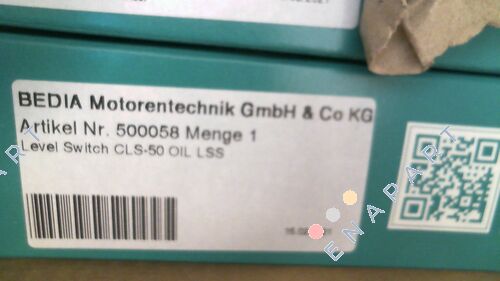 BEDIA Motorentechnik GmbH & Co KG
Artikel Nr. 500058 Menge 1
Level Switch CLS-50 OIL LSS
ENAPART